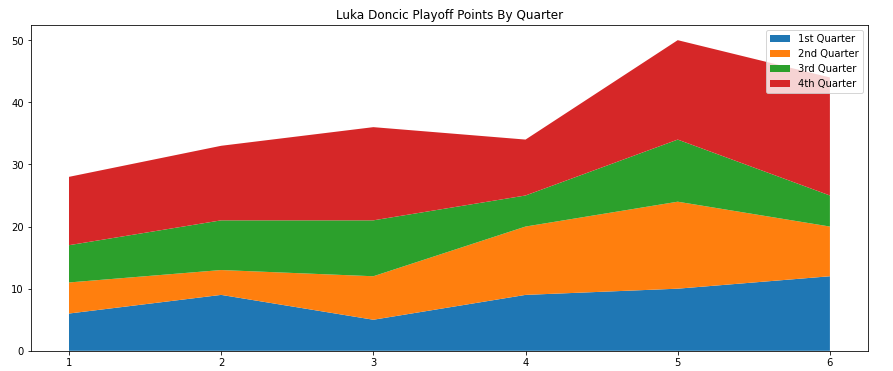 Luka Doncic Playoff Points By Quarter
1st Quarter
2nd Quarter
3rd Quarter
4th Quarter
50
40
30
20
10
0
1 2 3 4 5 6